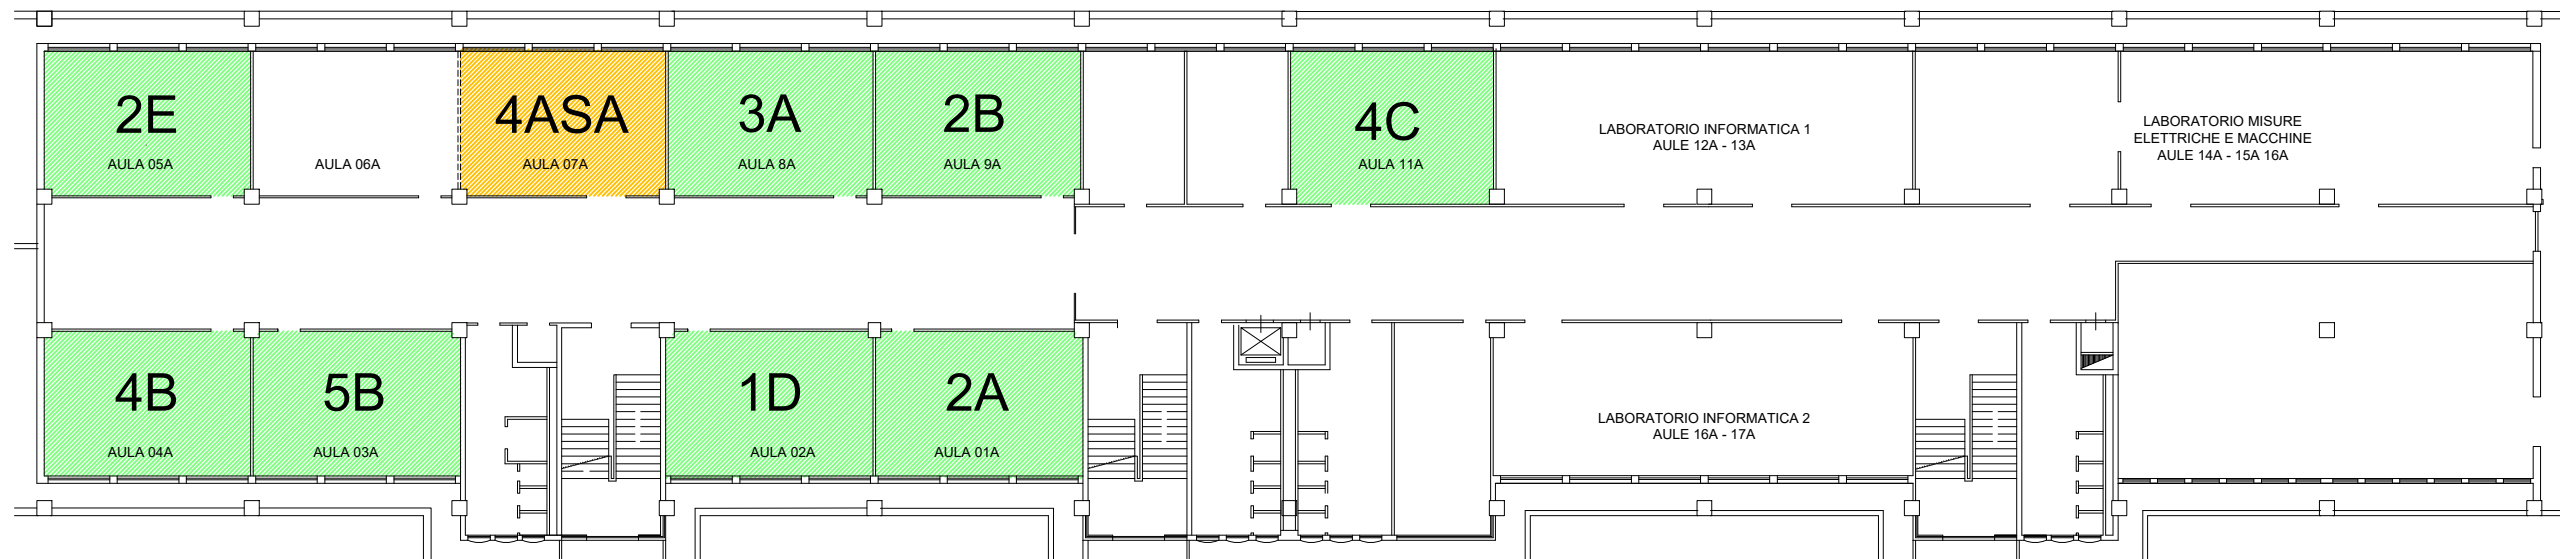 2E
AULA 05A
AULA 06A
4ASA
AULA 07A
3A
AULA 8A
2B
AULA 9A
4C
AULA 11A
LABORATORIO INFORMATICA 1
AULE 12A - 13A
LABORATORIO MISURE
ELETTRICHE E MACCHINE
AULE 14A - 15A 16A
4B
AULA 04A
5B
AULA 03A
1D
AULA 02A
2A
AULA 01A
LABORATORIO INFORMATICA 2
AULE 16A - 17A